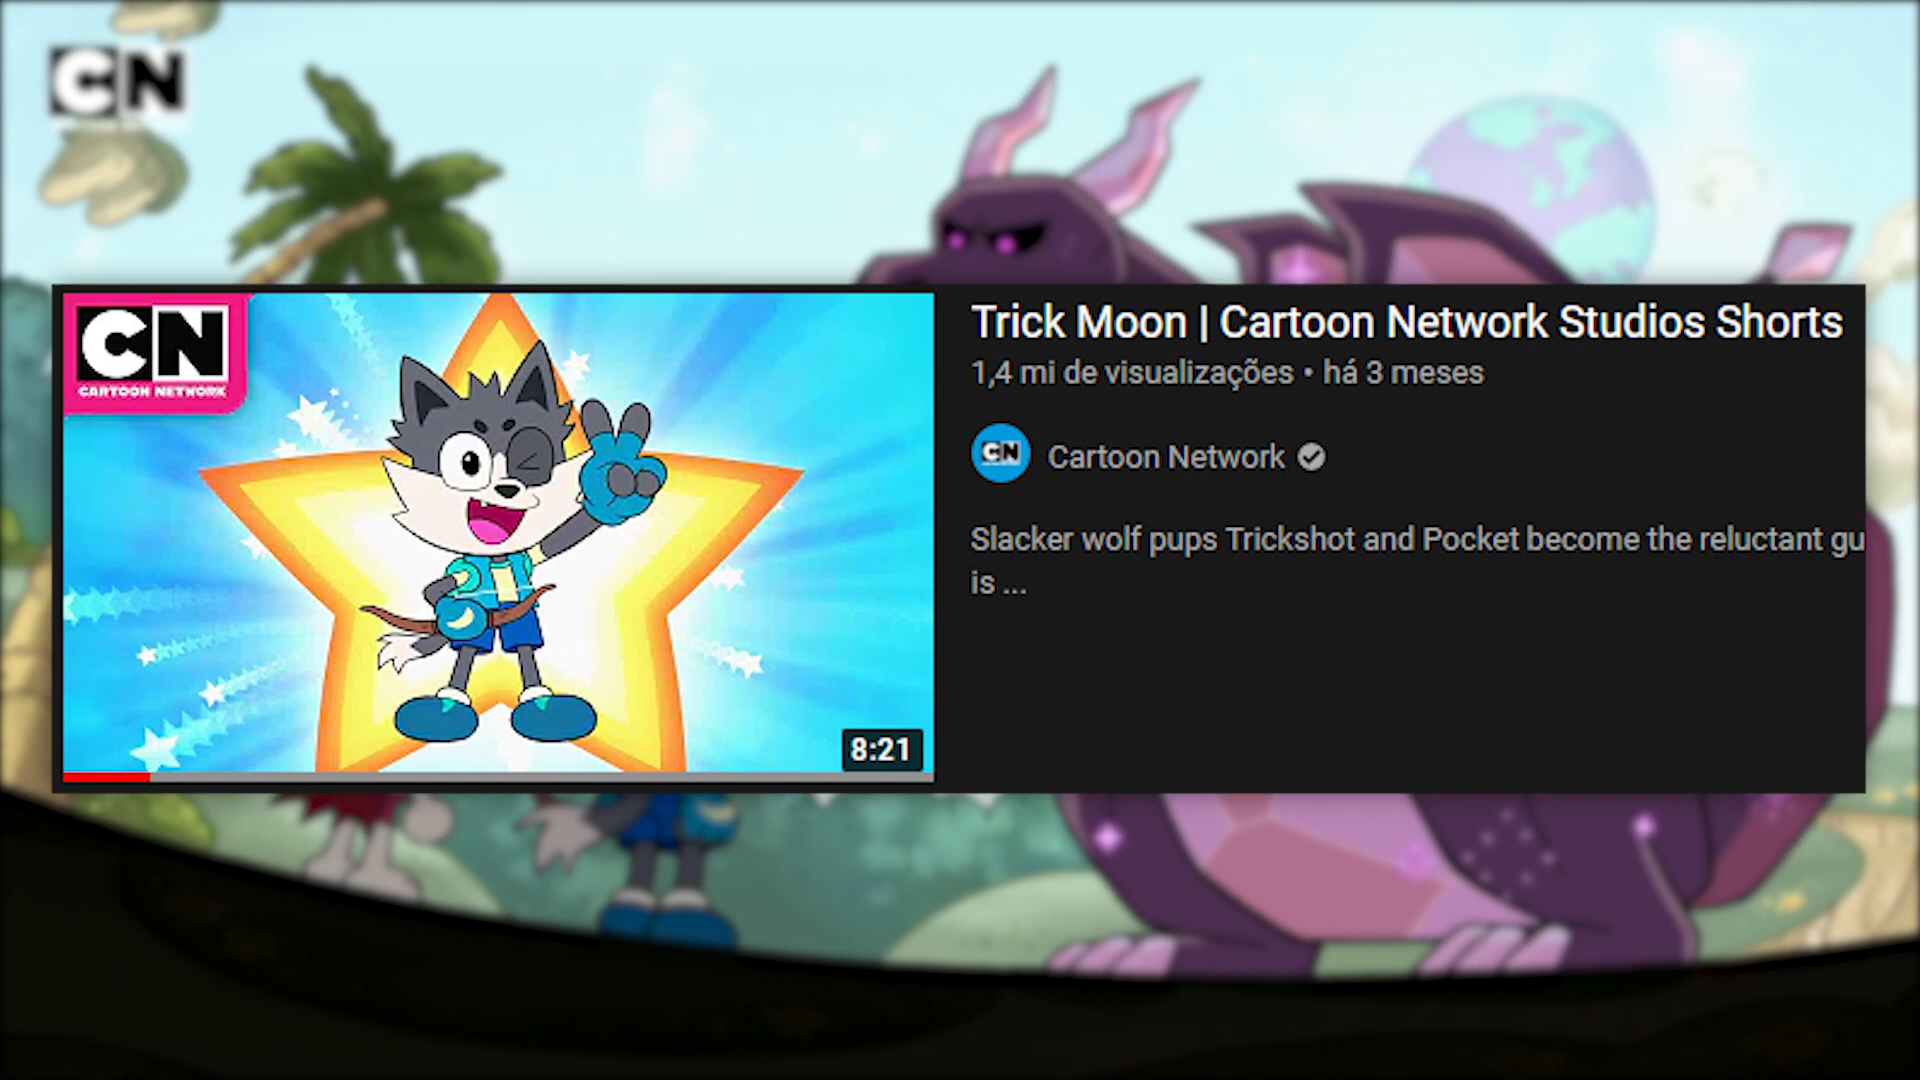 CN
CN
CARTOON NETWORK
8:21
Trick Moon | Cartoon Network Studios Shorts
1,4 mi de visualizações • há 3 meses
CN
Cartoon Network
Slacker wolf pups Trickshot and Pocket become the reluctant gu
is ...